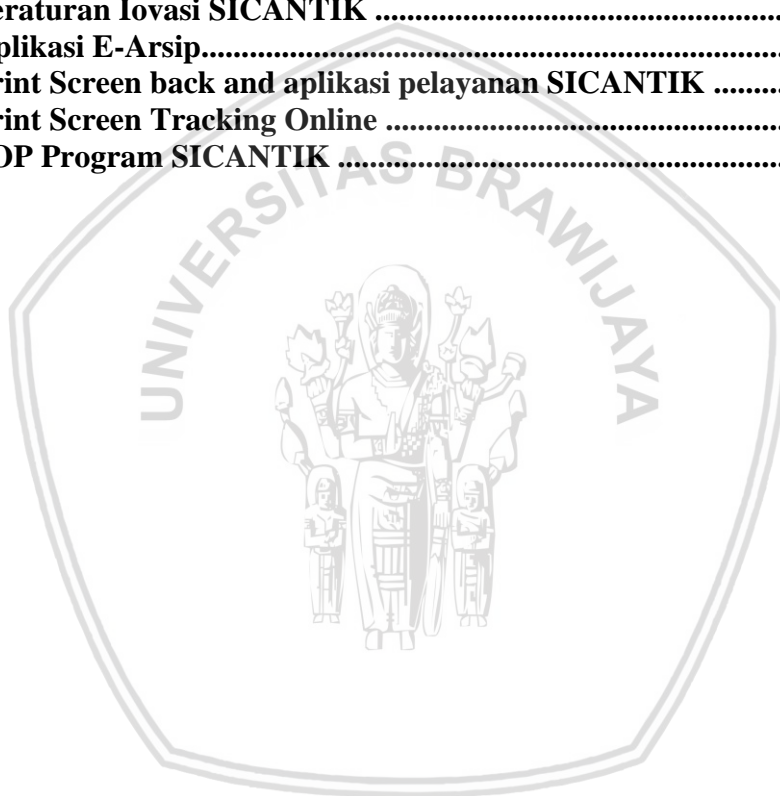 eraturan Iovasi SICANTIK ........................................................
plikasi E-Arsip.................................................................................
rint Screen back and aplikasi pelayanan SICANTIK ..........
rint Screen Tracking Online ......................................................
OP Program SICANTIK .............................................................
UNIVERSITAS BRAWIJAYA